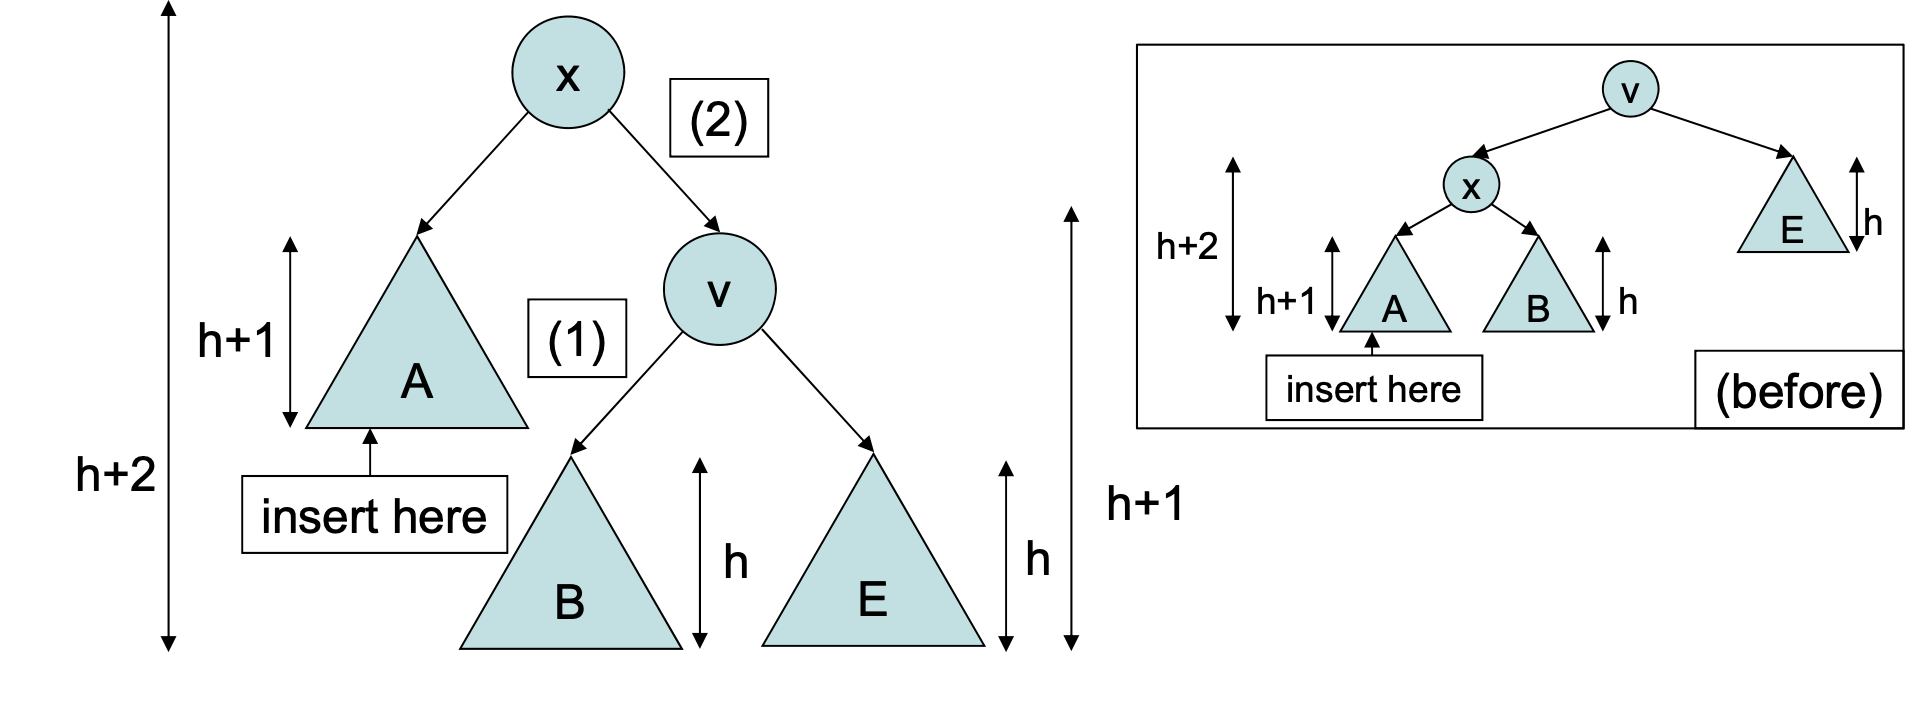 x
(2)
v
(1)
h+1
A
h+2
insert here
B
h
E
h
h+1
v
x
E
h
h+2
h+1
A
B
h
insert here
(before)